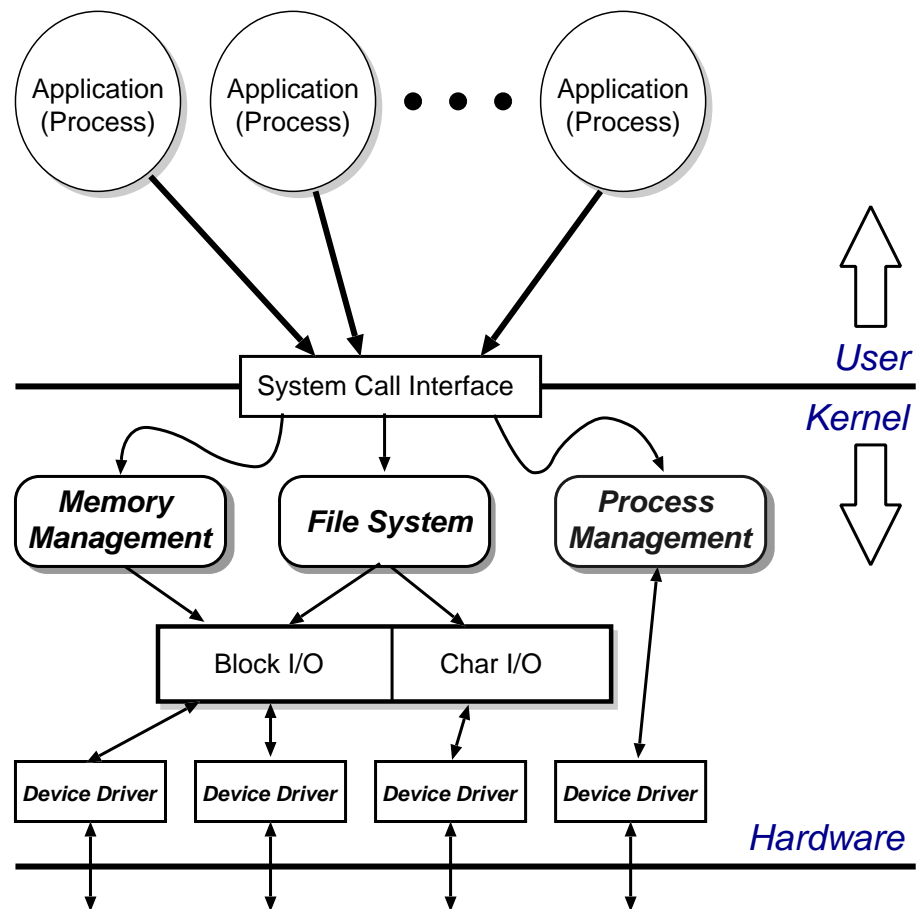 Application
(Process)
Application
(Process)
Application
(Process)
User
System Call Interface
Kernel
Memory
Management
File System
Process
Management
Block I/O
Char I/O
Device Driver
Device Driver
Device Driver
Device Driver
Hardware